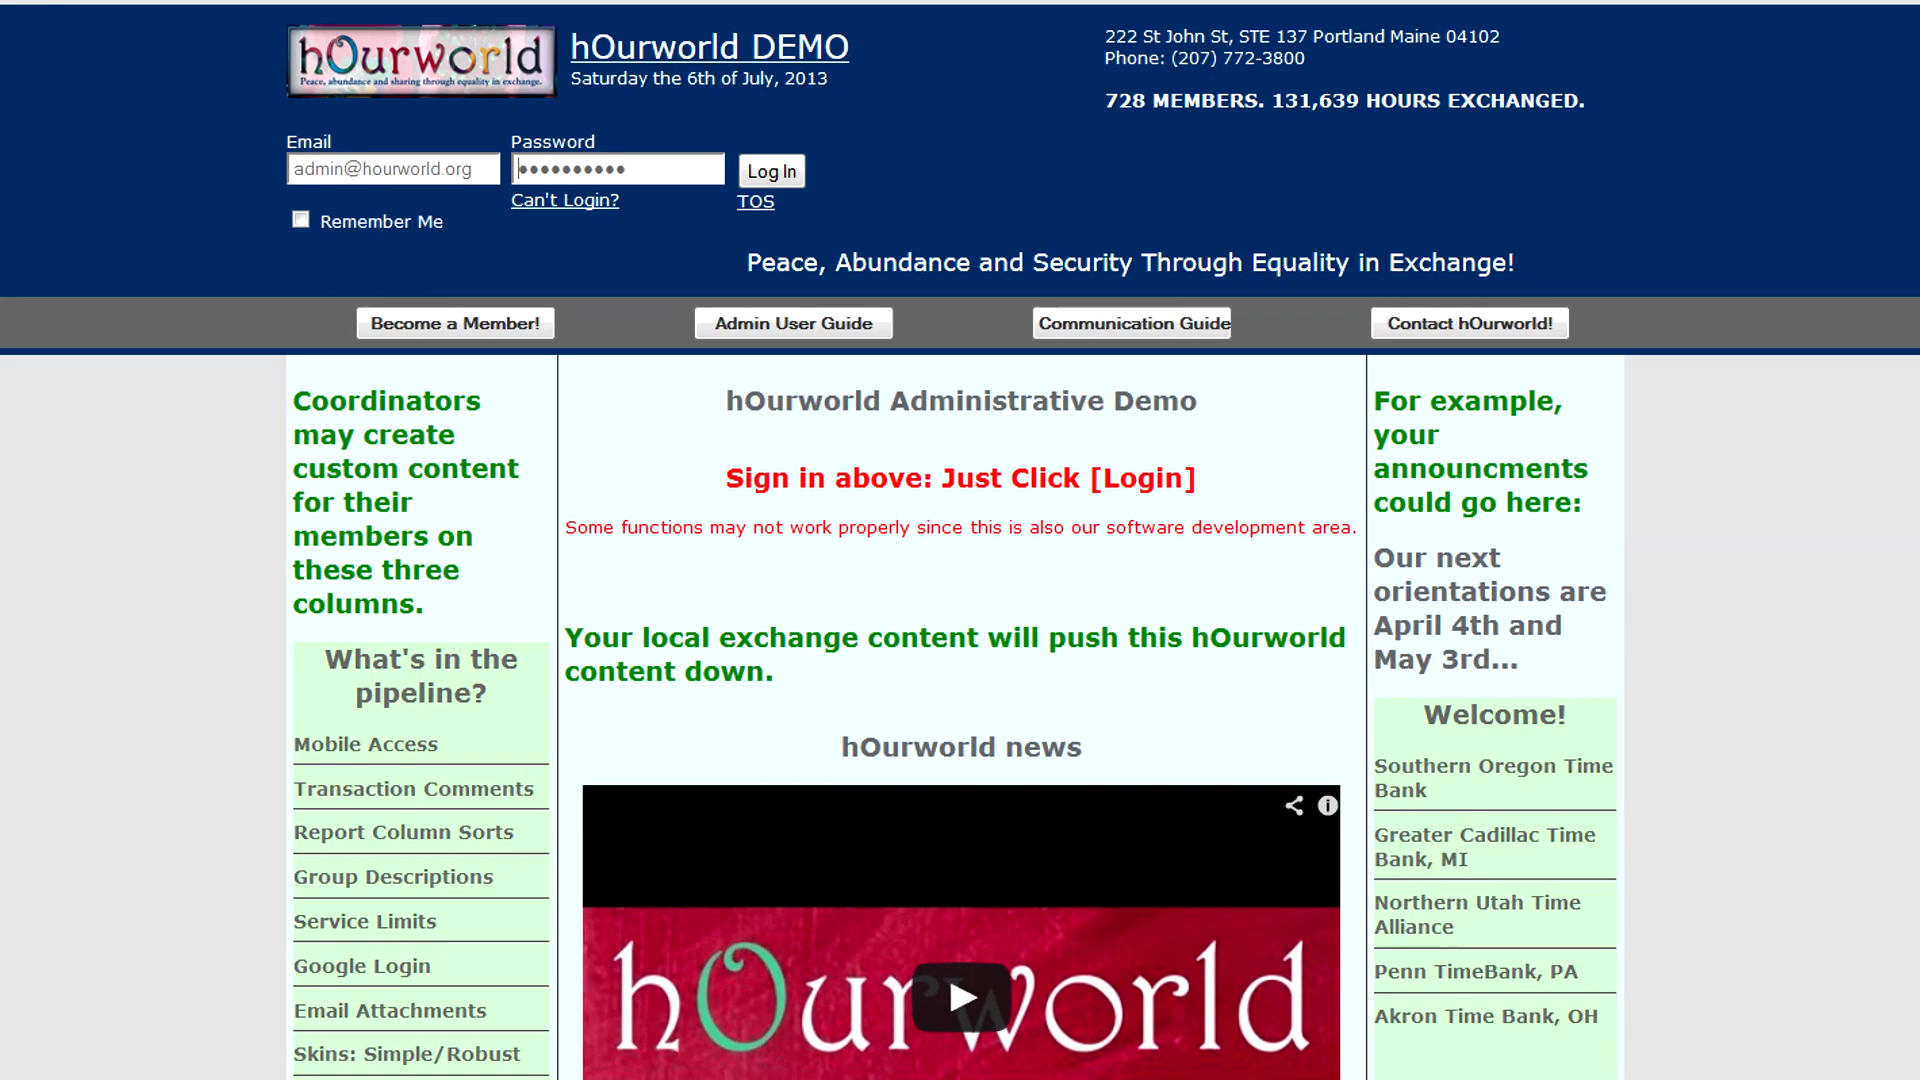 hOurworld
Peace, abundance and sharing through equality in exchange.
hOurworld DEMO
Saturday the 6th of July, 2013
222 St John St, STE 137 Portland Maine 04102
Phone: (207) 772-3800
728 MEMBERS. 131,639 HOURS EXCHANGED.
Email
Password
admin@hourworld.org
Log In
Can't Login?
TOS
Remember Me
Peace, Abundance and Security Through Equality in Exchange!
Become a Member!
Admin User Guide
Communication Guide
Contact hOurworld!
Coordinators
may create
custom content
for their
members on
these three
columns.
What's in the
pipeline?
Mobile Access
Transaction Comments
Report Column Sorts
Group Descriptions
Service Limits
Google Login
Email Attachments
Skins: Simple/Robust
hOurworld Administrative Demo
Sign in above: Just Click [Login]
Some functions may not work properly since this is also our software development area.
Your local exchange content will push this hOurworld
content down.
hOurworld news
hOurworld
For example,
your
announcments
could go here:
Our next
orientations are
April 4th and
May 3rd...
Welcome!
Southern Oregon Time
Bank
Greater Cadillac Time
Bank, MI
Northern Utah Time
Alliance
Penn TimeBank, PA
Akron Time Bank, OH